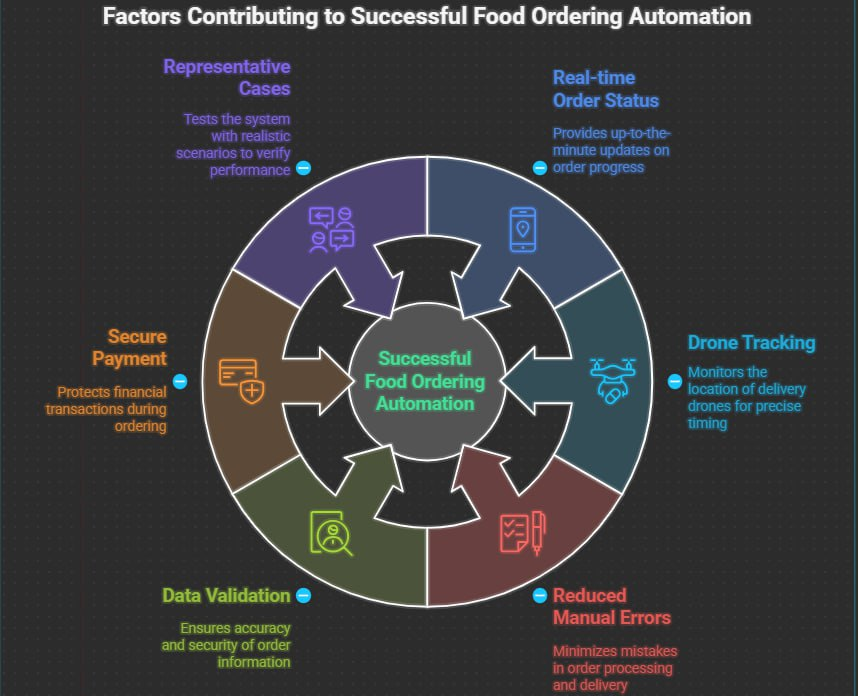 Factors Contributing to Successful Food Ordering Automation
Representative
Cases
Tests the system
with realistic
scenarios to verify
performance
Real-time
Order Status
Provides up-to-the-
minute updates on
order progress
Secure
Payment
Protects financial
transactions during
ordering
Successful
Food Ordering
Automation
Drone Tracking
Monitors the
location of delivery
drones for precise
timing
Data Validation
Ensures accuracy
and security of order
information
Reduced
Manual Errors
Minimizes mistakes
in order processing
and delivery